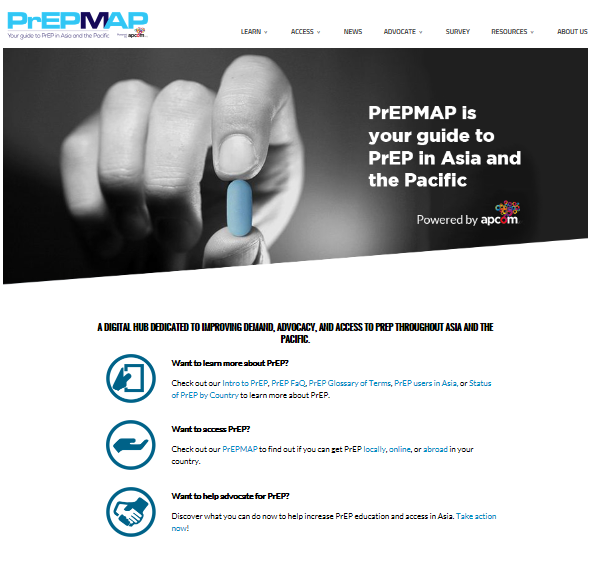 PrEPMAP
Your guide to PrEP in Asia and the Pacific
apcom
LEARN ACCESS NEWS ADVOCATE SURVEY RESOURCES ABOUT US
PrEPMAP is
your guide to
PrEP in Asia and
the Pacific
Powered by apcom
A DIGITAL HUB DEDICATED TO IMPROVING DEMAND, ADVOCACY, AND ACCESS TO PREP THROUGHOUT ASIA AND THE
PACIFIC.
Want to learn more about PrEP?
Check out our Intro to PrEP, PrEP FaQ, PrEP Glossary of Terms, PrEP users in Asia, or Status
of PrEP by Country to learn more about PrEP.
Want to access PrEP?
Check out our PrEPMAP to find out if you can get PrEP locally, online, or abroad in your
country.
Want to help advocate for PrEP?
Discover what you can do now to help increase PrEP education and access in Asia. Take action
now!